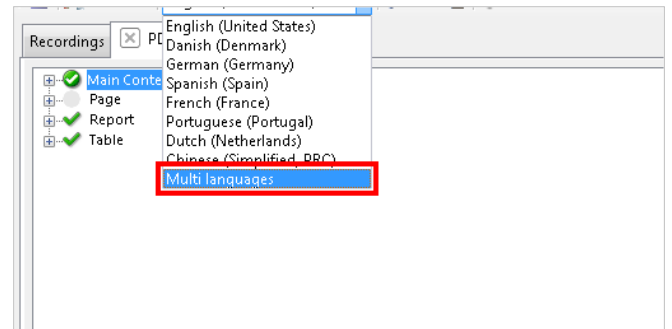 English (United States)
Recordings
PD
Danish (Denmark)
German (Germany)
Main Conte
Spanish (Spain)
Page
French (France)
Report
Portuguese (Portugal)
Table
Dutch (Netherlands)
Chinese (Simplified, PRC)
Multi languages